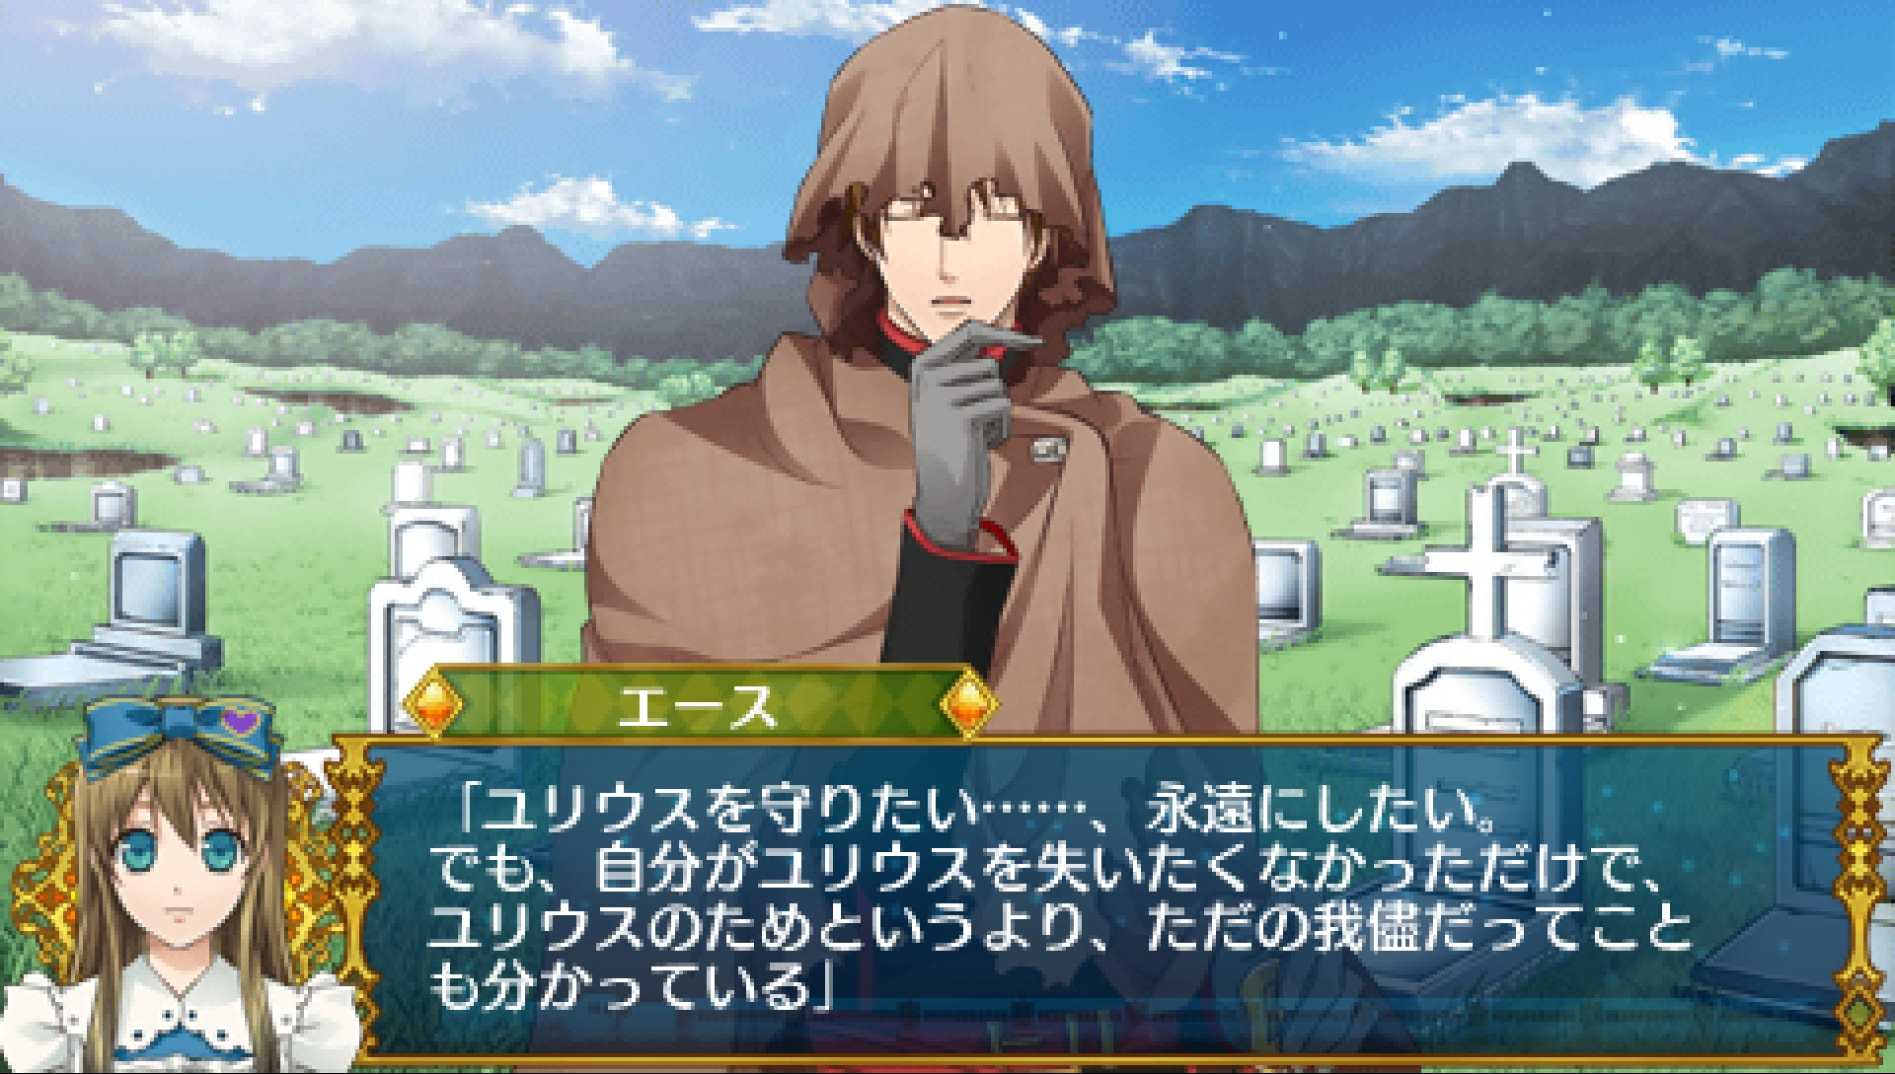 エース
「ユリウスを守りたい……、永遠にしたい。
でも、自分がユリウスを失いたくなかっただけで、
ユリウスのためというより、ただの我儘だってこと
も分かっている」